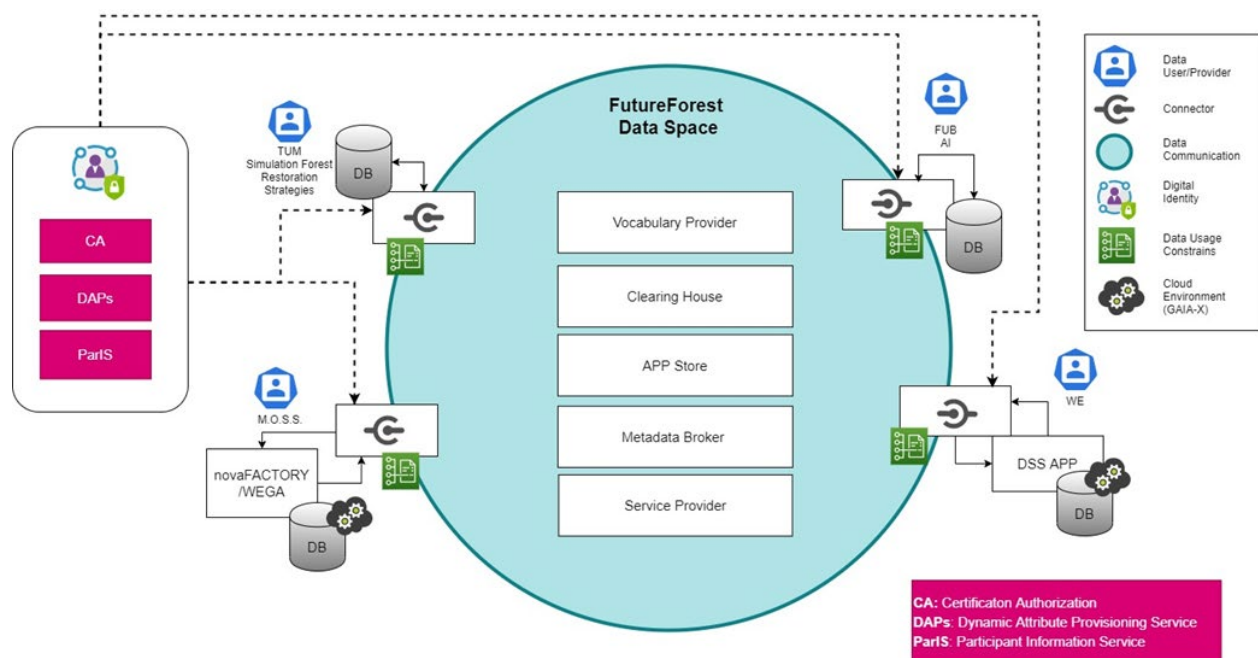 FutureForest
Data Space
Vocabulary Provider
Clearing House
APP Store
Metadata Broker
Service Provider
CA
DAPs
ParIS
TUM
Simulation Forest
Restoration
Strategies
DB
M.O.S.S.
novaFACTORY
/WEGA
DB
FUB
AI
DB
WE
DSS APP
DB
Data
User/Provider
Connector
Data
Communication
Digital
Identity
Data Usage
Constrains
Cloud
Environment
(GAIA-X)
CA: Certificaton Authorization
DAPs: Dynamic Attribute Provisioning Service
ParIS: Participant Information Service